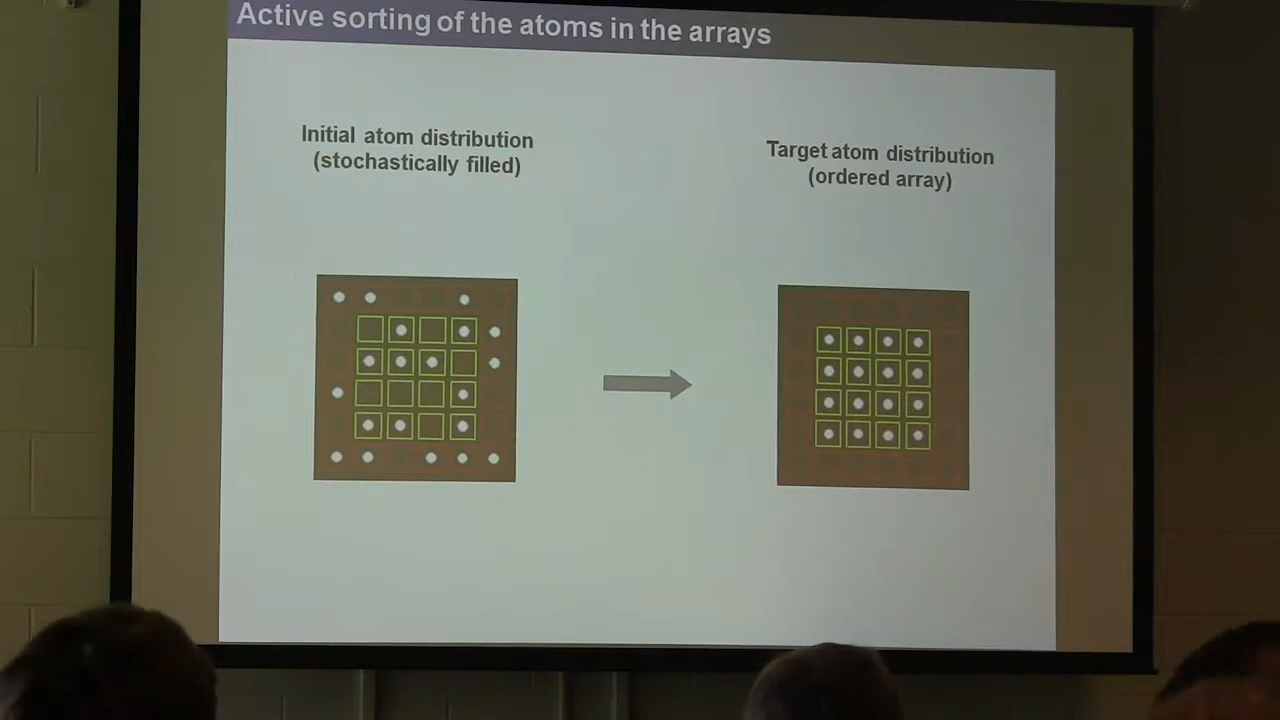 Active sorting of the atoms in the arrays
Initial atom distribution
(stochastically filled)
Target atom distribution
(ordered array)